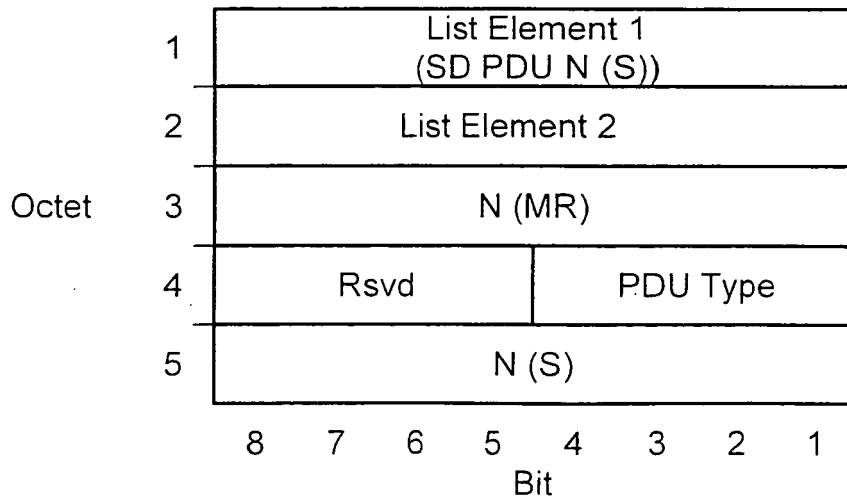 1 List Element 1
(SD PDU N (S))
2 List Element 2
Octet 3 N (MR)
4 Rsvd PDU Type
5 N (S)
8 7 6 5 4 3 2 1
Bit